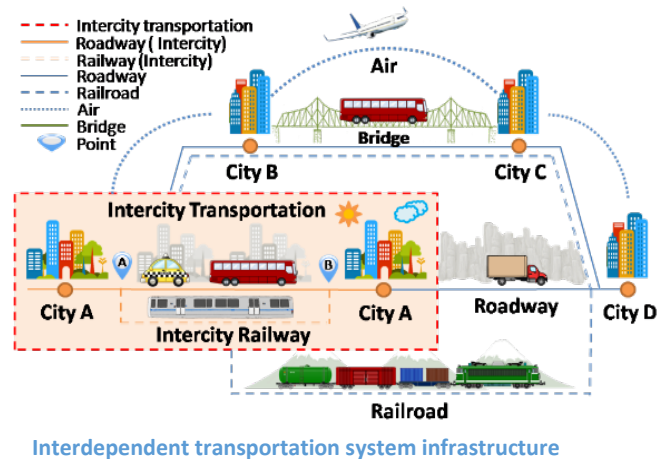 Intercity transportation
Roadway ( Intercity)
Railway (Intercity)
Roadway
Railroad
Air
Bridge
Point
Air
Bridge
City B
City C
Intercity Transportation
A
B
City A
City A
Roadway
City D
Intercity Railway
Railroad
Interdependent transportation system infrastructure